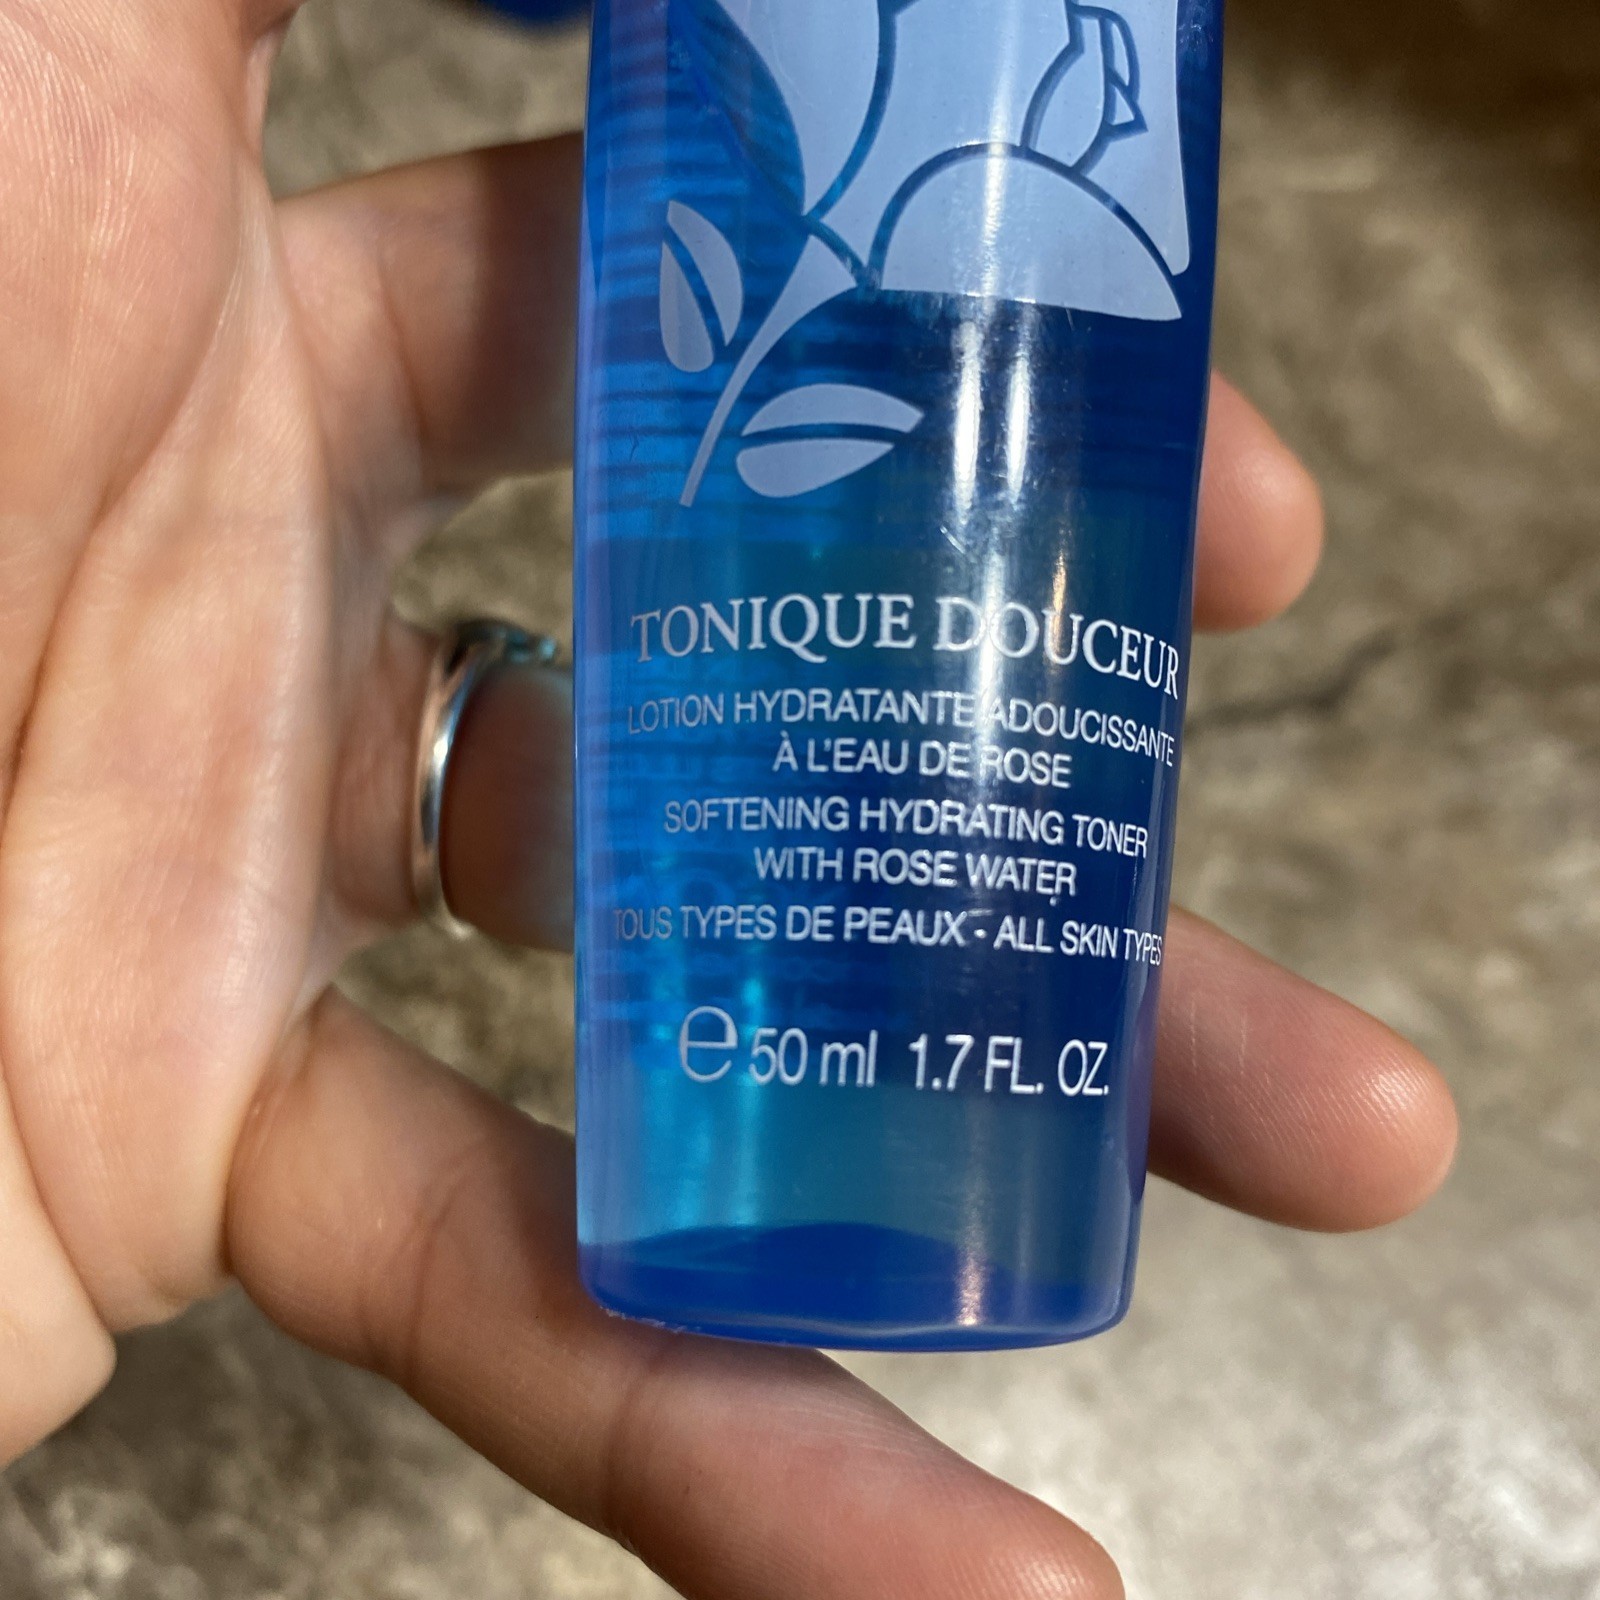 TONIQUE DOUCEUR
LOTION HYDRATANTE ADOUCISSANTE
À L'EAU DE ROSE
SOFTENING HYDRATING TONER
WITH ROSE WATER
TOUS TYPES DE PEAUX - ALL SKIN TYPES
e 50 ml 1.7 FL. OZ.